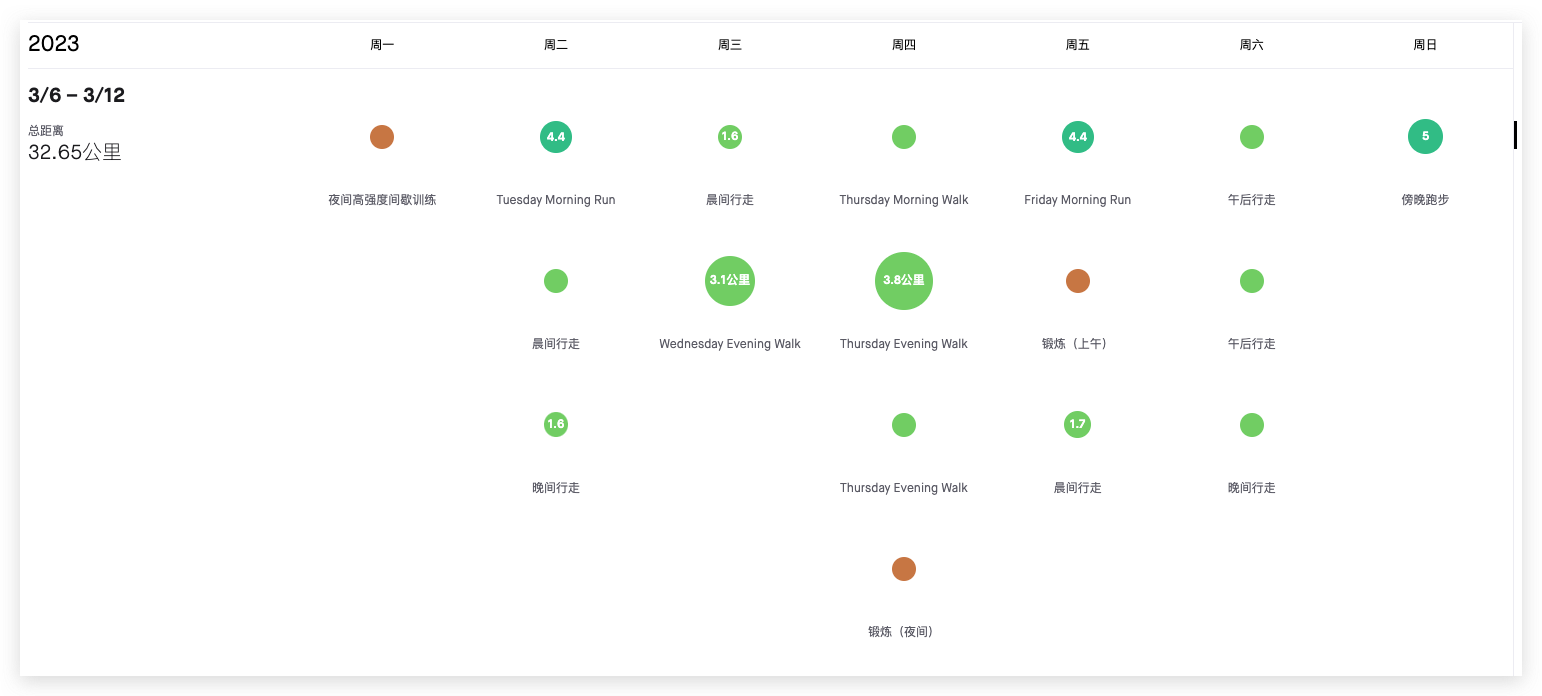 2023 周一 周二 周三 周四 周五 周六 周日
3/6 – 3/12
总距离
32.65公里
4.4 1.6 4.4 5
夜间高强度间歇训练 Tuesday Morning Run 晨间行走 Thursday Morning Walk Friday Morning Run 午后行走 傍晚跑步
3.1公里 3.8公里
晨间行走 Wednesday Evening Walk Thursday Evening Walk 锻炼（上午） 午后行走
1.6 1.7
晚间行走 Thursday Evening Walk 晨间行走 晚间行走
锻炼（夜间）